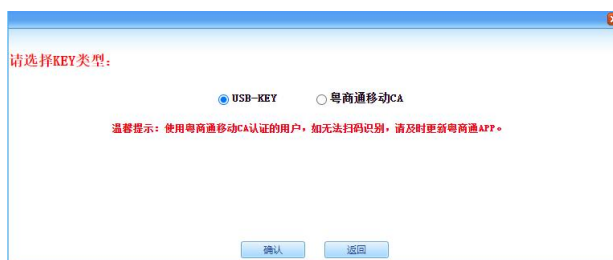 请选择KEY类型：
USB-KEY 粤商通移动CA
温馨提示：使用粤商通移动CA认证的用户，如无法扫码识别，请及时更新粤商通APP。
确认 返回